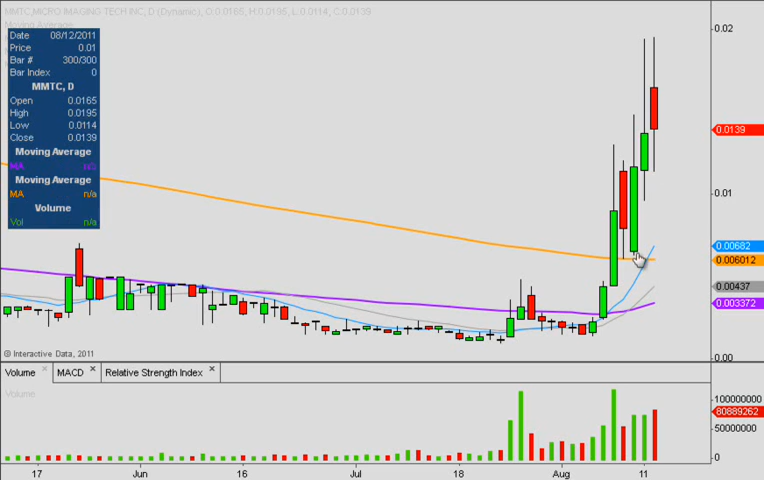 MMTC,MICRO IMAGING TECH INC, D (Dynamic), O:0.0165, H:0.0195, L:0.0114, C:0.0139
Moving Average
Date 08/12/2011
Price 0.01
Bar # 300/300
Bar Index 0
MMTC, D
Open 0.0165
High 0.0195
Low 0.0114
Close 0.0139
Moving Average
MA n/a
Moving Average
MA n/a
Volume
Vol n/a
0.02
0.0139
0.01
0.00682
0.006012
0.00437
0.003372
0.00
© Interactive Data, 2011
Volume × MACD × Relative Strength Index ×
Volume
100000000
80889262
50000000
0
17 Jun 16 Jul 18 Aug 11